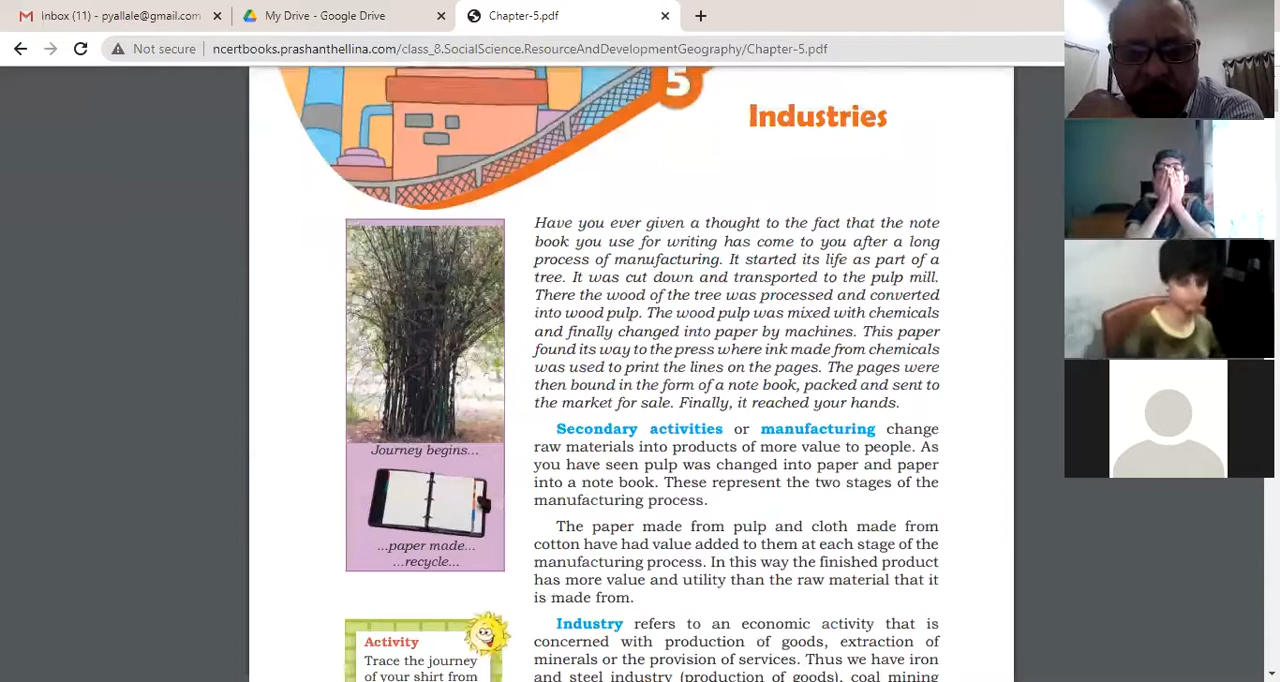 Inbox (11) - pyallale@gmail.com
My Drive - Google Drive
Chapter-5.pdf
Not secure
ncertbooks.prashanthellina.com/class_8.SocialScience.ResourceAndDevelopmentGeography/Chapter-5.pdf
5
Industries
Have you ever given a thought to the fact that the note
book you use for writing has come to you after a long
process of manufacturing. It started its life as part of a
tree. It was cut down and transported to the pulp mill.
There the wood of the tree was processed and converted
into wood pulp. The wood pulp was mixed with chemicals
and finally changed into paper by machines. This paper
found its way to the press where ink made from chemicals
was used to print the lines on the pages. The pages were
then bound in the form of a note book, packed and sent to
the market for sale. Finally, it reached your hands.
Journey begins...
...paper made...
...recycle...
Secondary activities or manufacturing change
raw materials into products of more value to people. As
you have seen pulp was changed into paper and paper
into a note book. These represent the two stages of the
manufacturing process.
The paper made from pulp and cloth made from
cotton have had value added to them at each stage of the
manufacturing process. In this way the finished product
has more value and utility than the raw material that it
is made from.
Activity
Trace the journey
of your shirt from
Industry refers to an economic activity that is
concerned with production of goods, extraction of
minerals or the provision of services. Thus we have iron
and steel industry (production of goods), coal mining